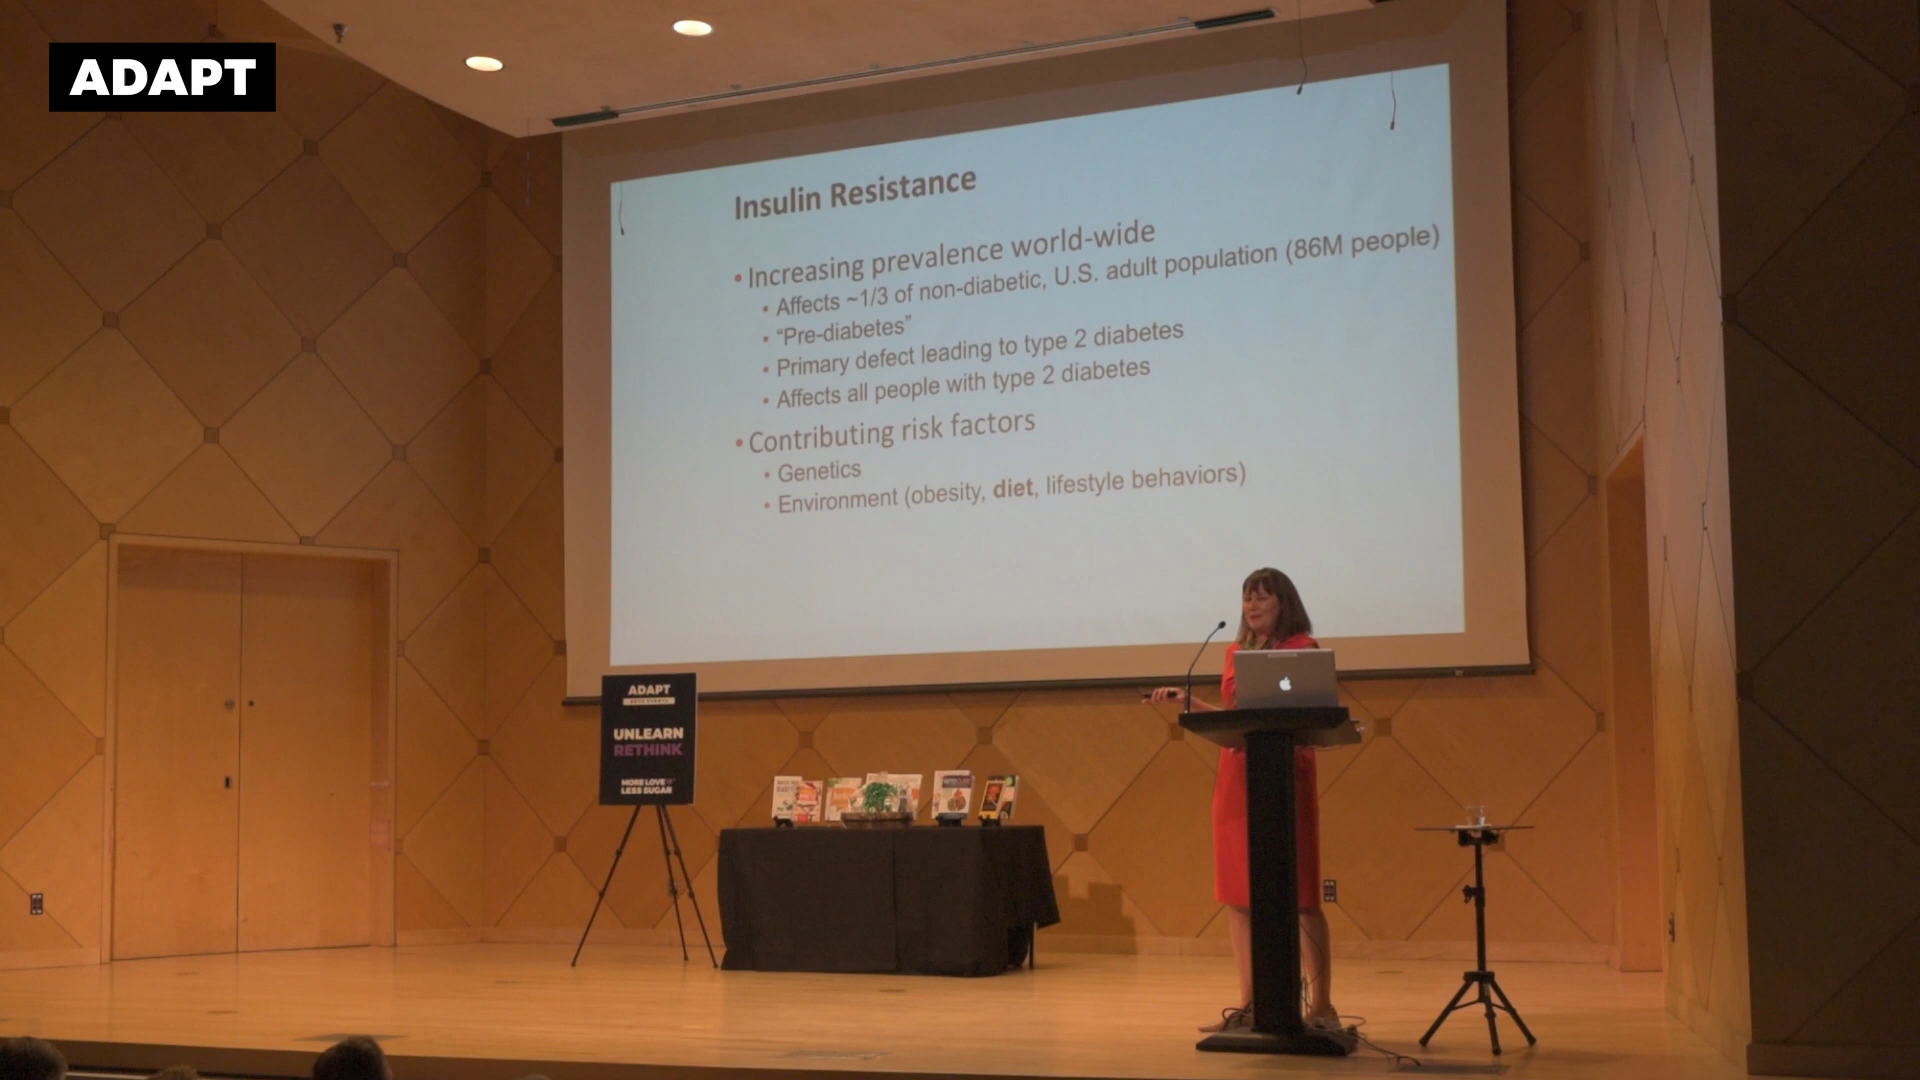 ADAPT
Insulin Resistance
• Increasing prevalence world-wide
• Affects ~1/3 of non-diabetic, U.S. adult population (86M people)
• “Pre-diabetes”
• Primary defect leading to type 2 diabetes
• Affects all people with type 2 diabetes
• Contributing risk factors
• Genetics
• Environment (obesity, diet, lifestyle behaviors)
ADAPT
UNLEARN
RETHINK
MORE LOVE
LESS SUGAR